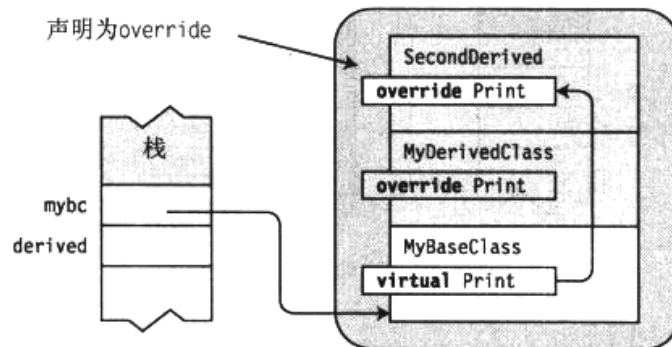 声明为override
SecondDerived
override Print
栈
MyDerivedClass
override Print
mybc
derived
MyBaseClass
virtual Print